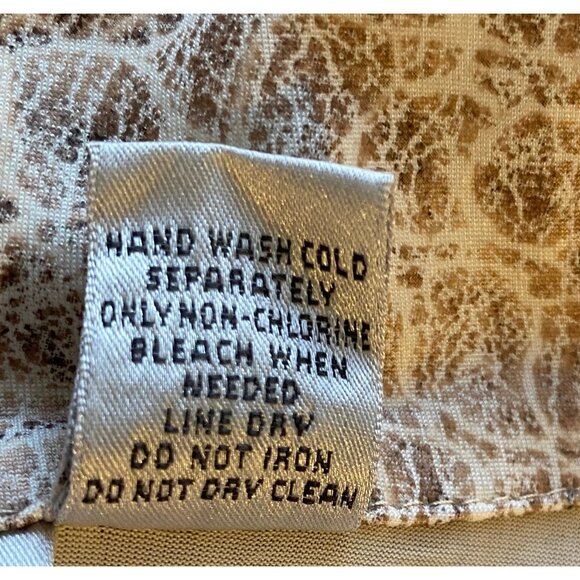 HAND WASH COLD
SEPARATELY
ONLY NON-CHLORINE
BLEACH WHEN
NEEDED
LINE DRY
DO NOT IRON
DO NOT DRY CLEAN